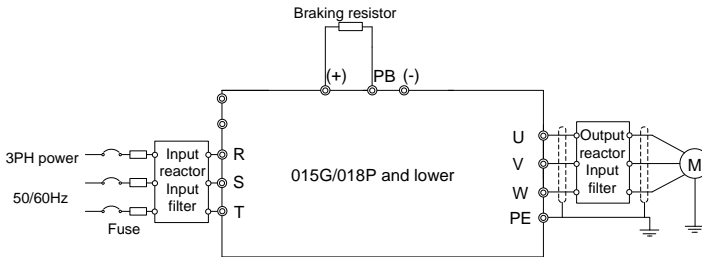 Braking resistor
(+) PB (-)
3PH power
50/60Hz
Fuse
Input
reactor
Input
filter
R
S
T
015G/018P and lower
U
V
W
PE
Output
reactor
Input
filter
M